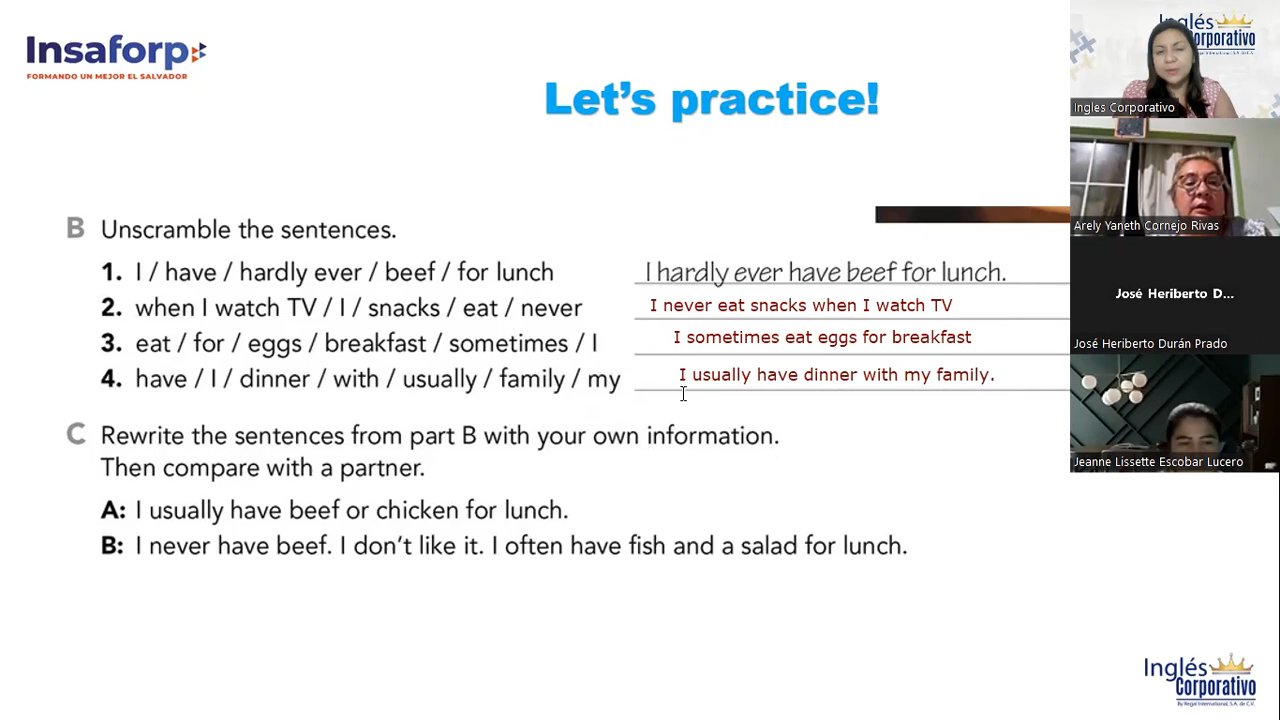 Insaforp
FORMANDO UN MEJOR EL SALVADOR
Let's practice!
B Unscramble the sentences.
1. I / have / hardly ever / beef / for lunch
I hardly ever have beef for lunch.
2. when I watch TV / I / snacks / eat / never
I never eat snacks when I watch TV
3. eat / for / eggs / breakfast / sometimes / I
I sometimes eat eggs for breakfast
4. have / I / dinner / with / usually / family / my
I usually have dinner with my family.
C Rewrite the sentences from part B with your own information.
Then compare with a partner.
A: I usually have beef or chicken for lunch.
B: I never have beef. I don't like it. I often have fish and a salad for lunch.
Inglés
Corporativo
Ingles Corporativo
Arely Yaneth Cornejo Rivas
José Heriberto D...
José Heriberto Durán Prado
Jeanne Lissette Escobar Lucero
Inglés
Corporativo
By Regal International, S.A. de C.V.